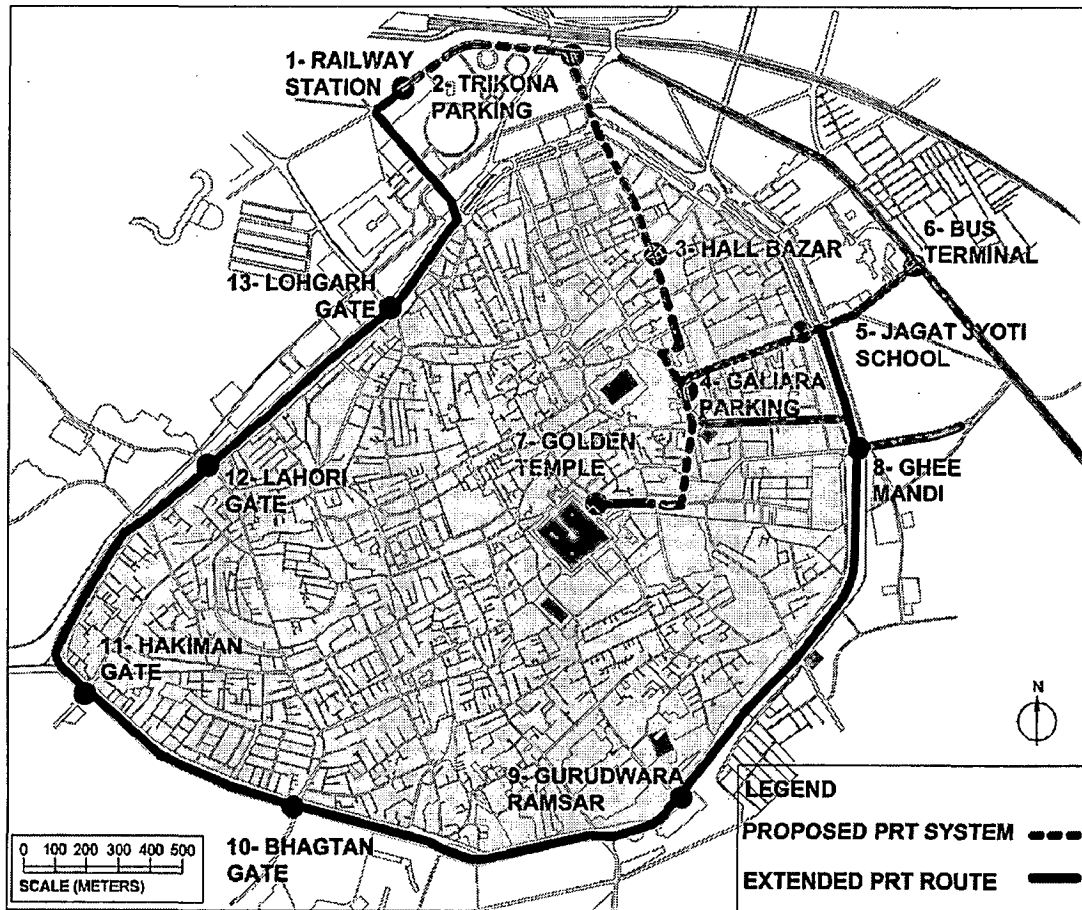 1- RAILWAY
STATION
2- TRIKONA
PARKING
3- HALL BAZAR
6- BUS
TERMINAL
13- LOHGARH
GATE
5- JAGAT JYOTI
SCHOOL
4- GALIARA
PARKING
7- GOLDEN
TEMPLE
8- GHEE
MANDI
12- LAHORI
GATE
11- HAKIMAN
GATE
N
9- GURUDWARA
RAMSAR
10- BHAGTAN
GATE
0 100 200 300 400 500
SCALE (METERS)
LEGEND
PROPOSED PRT SYSTEM
EXTENDED PRT ROUTE